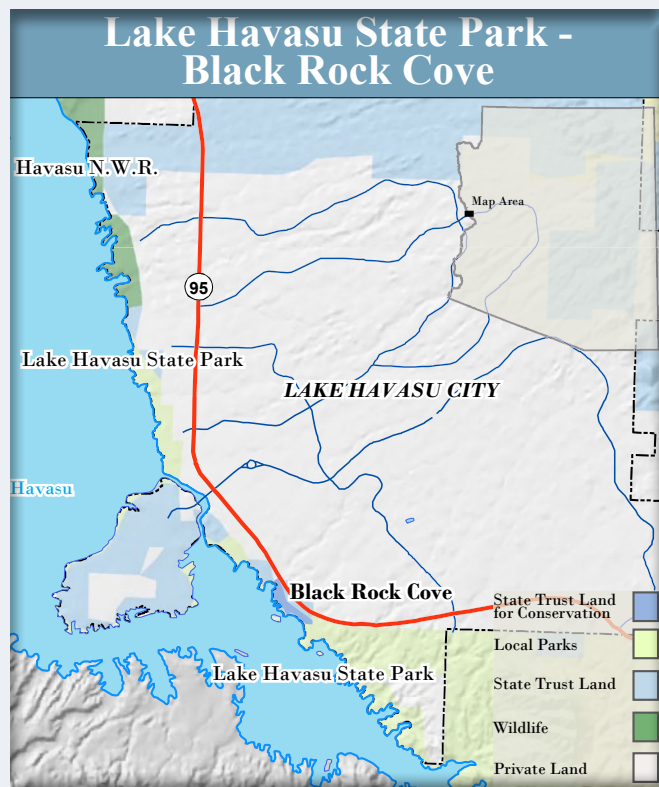 Lake Havasu State Park -
Black Rock Cove
Havasu N.W.R.
Map Area
95
Lake Havasu State Park
LAKE HAVASU CITY
Havasu
Black Rock Cove
Lake Havasu State Park
State Trust Land
for Conservation
Local Parks
State Trust Land
Wildlife
Private Land